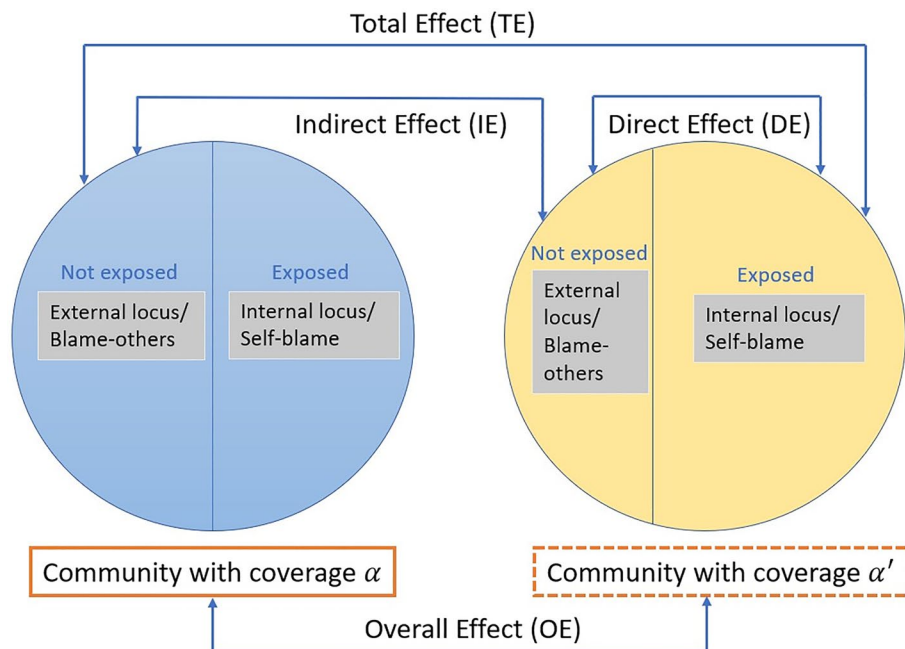 Total Effect (TE)
Indirect Effect (IE)
Direct Effect (DE)
Not exposed
External locus/
Blame-others
Exposed
Internal locus/
Self-blame
Not exposed
External
locus/
Blame-
others
Exposed
Internal locus/
Self-blame
Community with coverage α
Community with coverage α′
Overall Effect (OE)